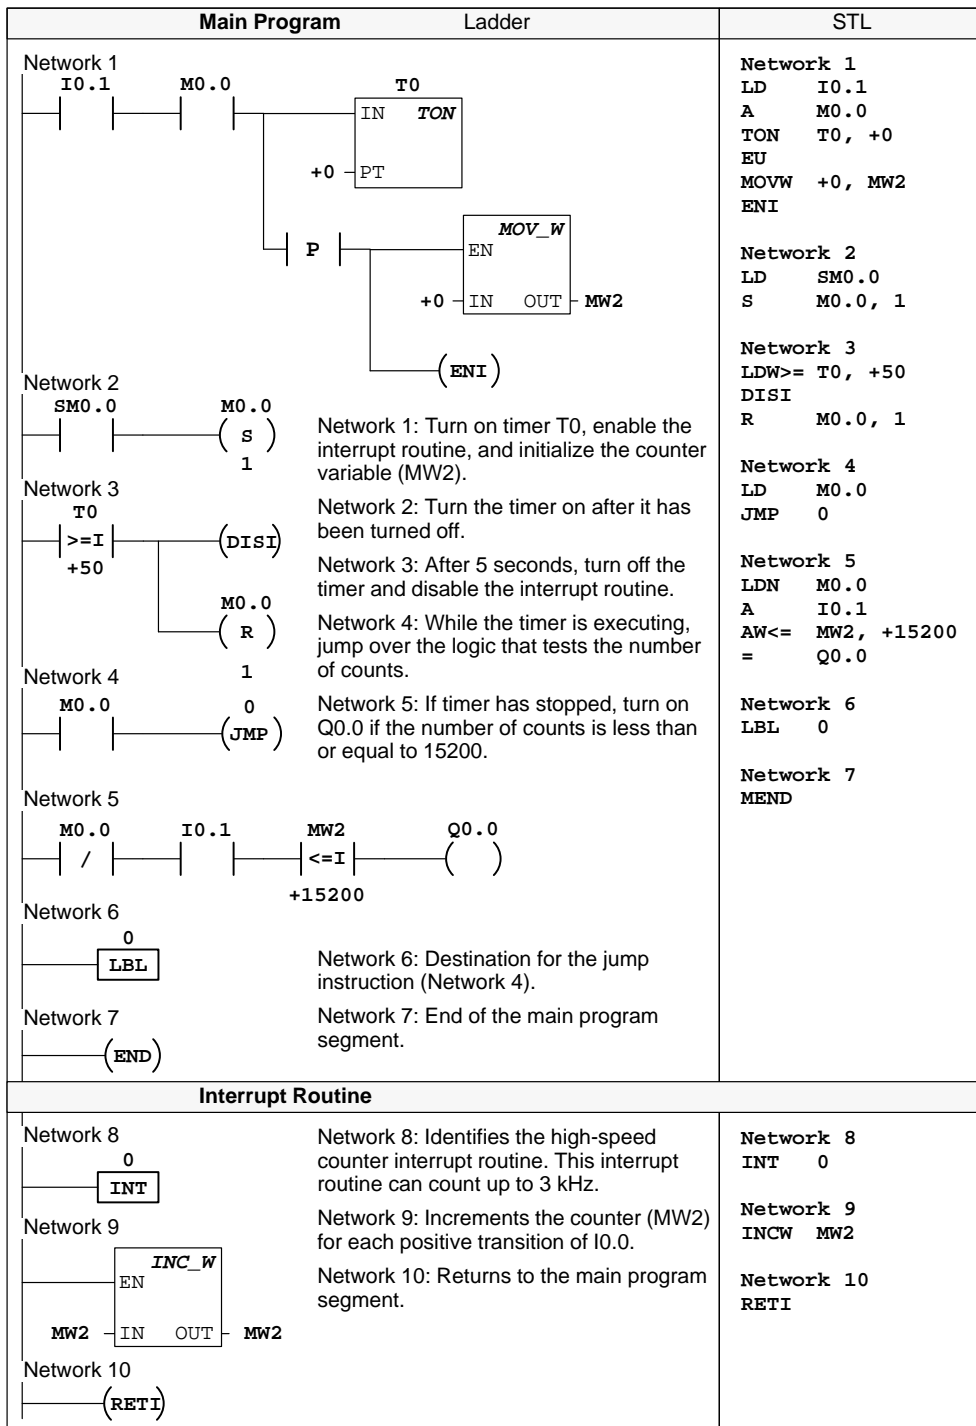 Main Program Ladder STL
Network 1
I0.1 M0.0 T0
IN TON
+0 PT
P
MOV_W
EN
+0 IN OUT MW2
ENI
Network 2
SM0.0 M0.0
S
1
Network 3
T0
>=I DISI
+50
M0.0
R
1
Network 4
M0.0 0
JMP
Network 1: Turn on timer T0, enable the
interrupt routine, and initialize the counter
variable (MW2).
Network 2: Turn the timer on after it has
been turned off.
Network 3: After 5 seconds, turn off the
timer and disable the interrupt routine.
Network 4: While the timer is executing,
jump over the logic that tests the number
of counts.
Network 5: If timer has stopped, turn on
Q0.0 if the number of counts is less than
or equal to 15200.
Network 5
M0.0 I0.1 MW2 Q0.0
/ <=I
+15200
Network 6
0
LBL
Network 6: Destination for the jump
instruction (Network 4).
Network 7
END
Network 7: End of the main program
segment.
Network 1
LD I0.1
A M0.0
TON T0, +0
EU
MOVW +0, MW2
ENI
Network 2
LD SM0.0
S M0.0, 1
Network 3
LDW>= T0, +50
DISI
R M0.0, 1
Network 4
LD M0.0
JMP 0
Network 5
LDN M0.0
A I0.1
AW<= MW2, +15200
= Q0.0
Network 6
LBL 0
Network 7
MEND
Interrupt Routine
Network 8
0
INT
Network 9
INC_W
EN
MW2 IN OUT MW2
Network 10
RETI
Network 8: Identifies the high-speed
counter interrupt routine. This interrupt
routine can count up to 3 kHz.
Network 9: Increments the counter (MW2)
for each positive transition of I0.0.
Network 10: Returns to the main program
segment.
Network 8
INT 0
Network 9
INCW MW2
Network 10
RETI